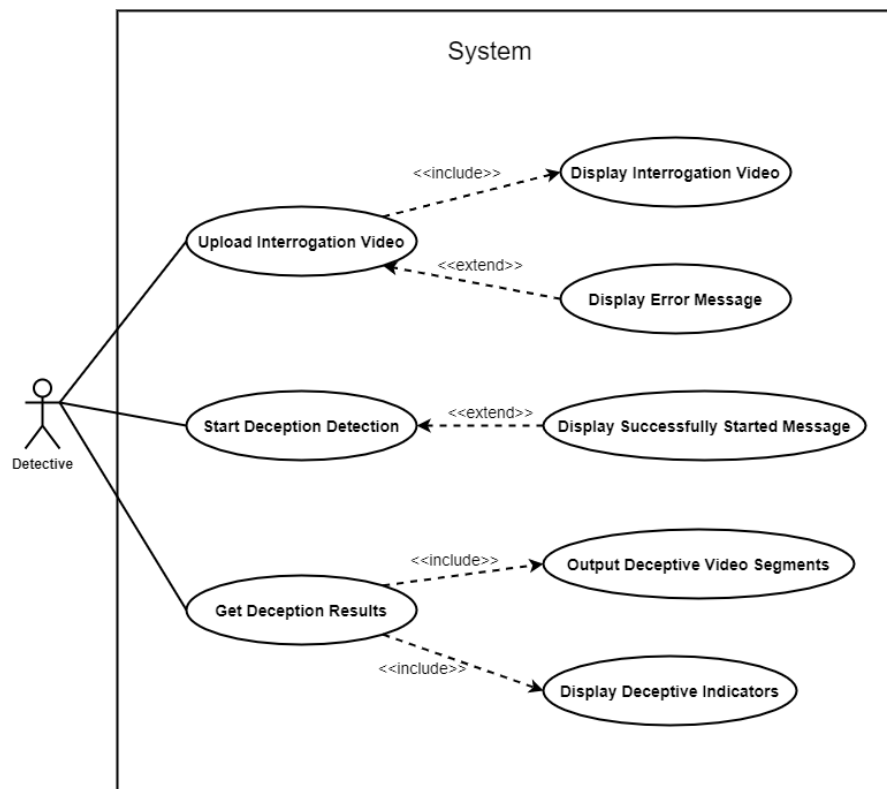 System
<<include>>
Display Interrogation Video
Upload Interrogation Video
<<extend>>
Display Error Message
Detective
Start Deception Detection
<<extend>>
Display Successfully Started Message
<<include>>
Output Deceptive Video Segments
Get Deception Results
<<include>>
Display Deceptive Indicators